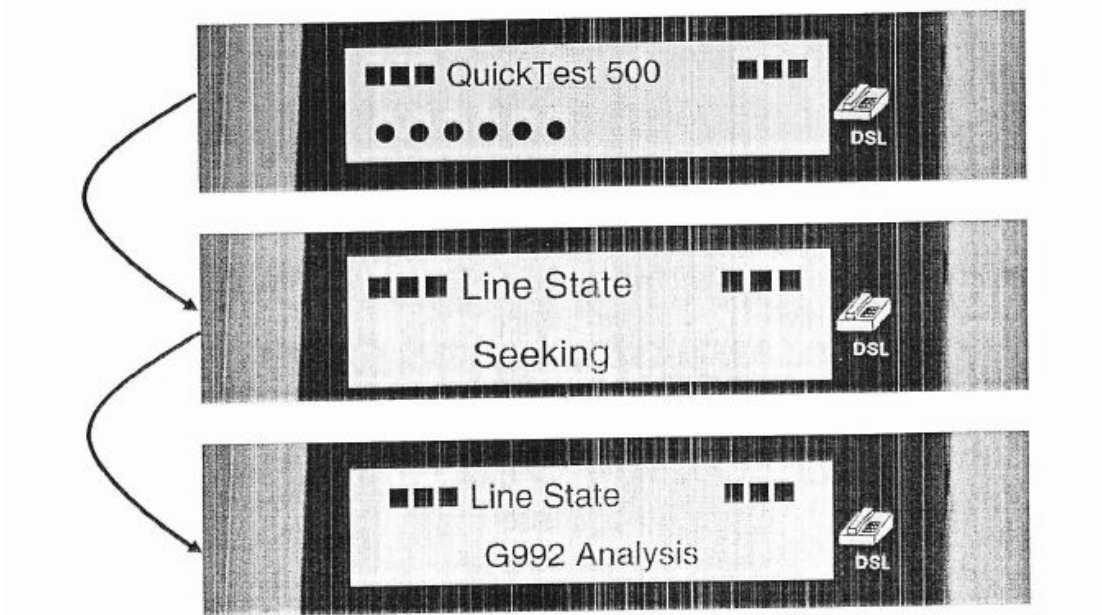 QuickTest 500
DSL
Line State
Seeking
DSL
Line State
G992 Analysis
DSL